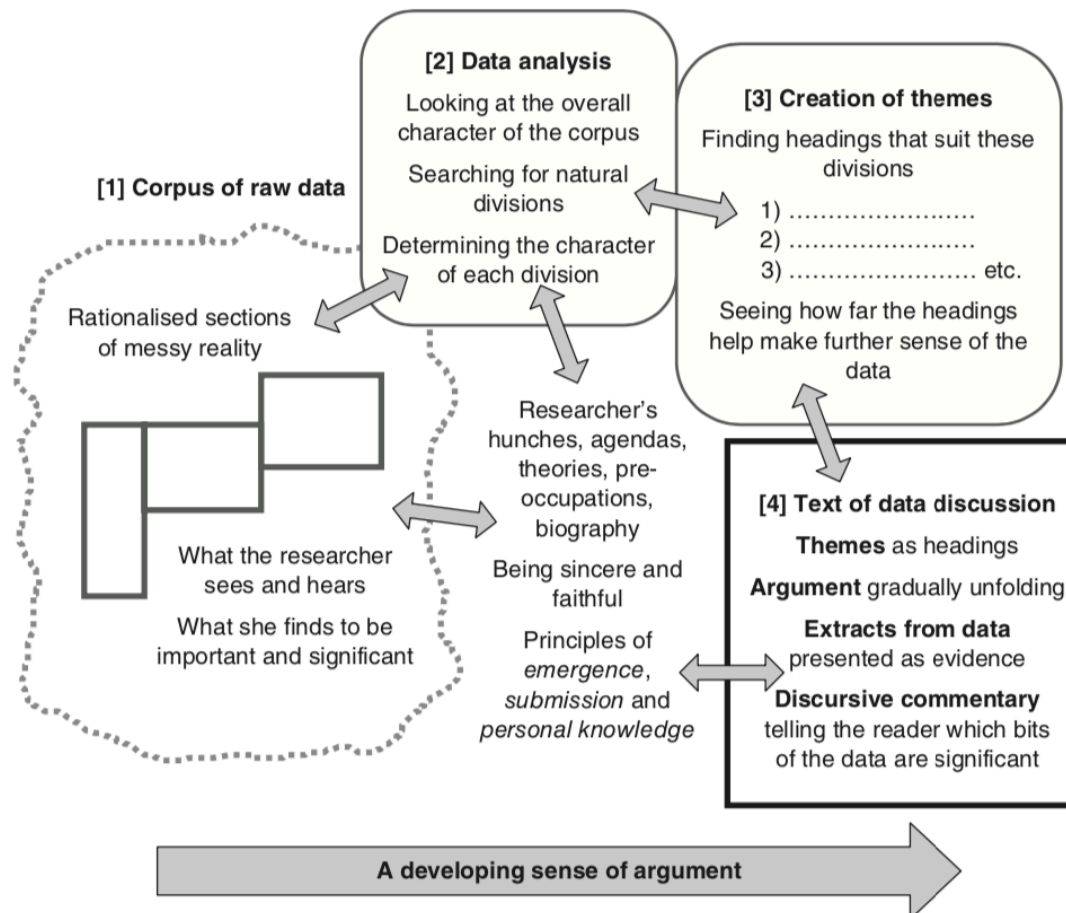 [1] Corpus of raw data
Rationalised sections
of messy reality
What the researcher
sees and hears
What she finds to be
important and significant
[2] Data analysis
Looking at the overall
character of the corpus
Searching for natural
divisions
Determining the character
of each division
[3] Creation of themes
Finding headings that suit these
divisions
1) ..........................
2) ..........................
3) .......................... etc.
Seeing how far the headings
help make further sense of the
data
Researcher's
hunches, agendas,
theories, pre-
occupations,
biography
Being sincere and
faithful
Principles of
emergence,
submission and
personal knowledge
[4] Text of data discussion
Themes as headings
Argument gradually unfolding
Extracts from data
presented as evidence
Discursive commentary
telling the reader which bits
of the data are significant
A developing sense of argument